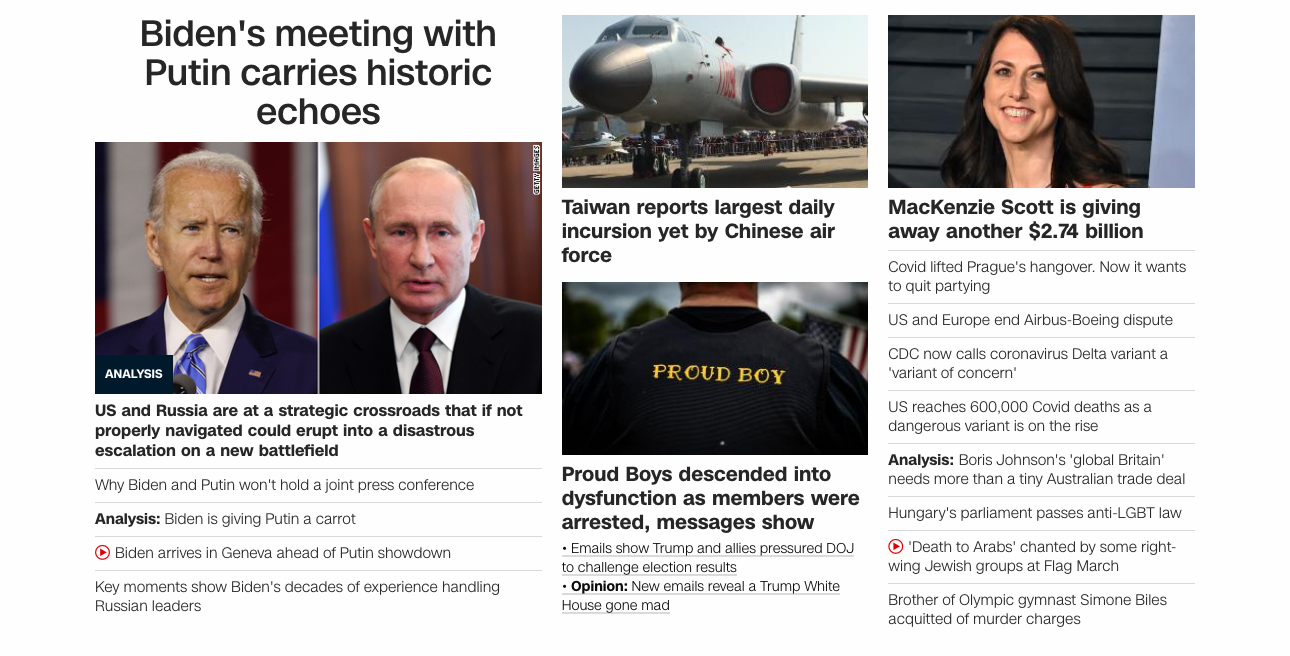 Biden's meeting with
Putin carries historic
echoes
GETTY IMAGES
ANALYSIS
US and Russia are at a strategic crossroads that if not
properly navigated could erupt into a disastrous
escalation on a new battlefield
Why Biden and Putin won't hold a joint press conference
Analysis: Biden is giving Putin a carrot
Biden arrives in Geneva ahead of Putin showdown
Key moments show Biden's decades of experience handling
Russian leaders
Taiwan reports largest daily
incursion yet by Chinese air
force
PROUD BOY
Proud Boys descended into
dysfunction as members were
arrested, messages show
• Emails show Trump and allies pressured DOJ
to challenge election results
• Opinion: New emails reveal a Trump White
House gone mad
MacKenzie Scott is giving
away another $2.74 billion
Covid lifted Prague's hangover. Now it wants
to quit partying
US and Europe end Airbus-Boeing dispute
CDC now calls coronavirus Delta variant a
'variant of concern'
US reaches 600,000 Covid deaths as a
dangerous variant is on the rise
Analysis: Boris Johnson's 'global Britain'
needs more than a tiny Australian trade deal
Hungary's parliament passes anti-LGBT law
'Death to Arabs' chanted by some right-
wing Jewish groups at Flag March
Brother of Olympic gymnast Simone Biles
acquitted of murder charges